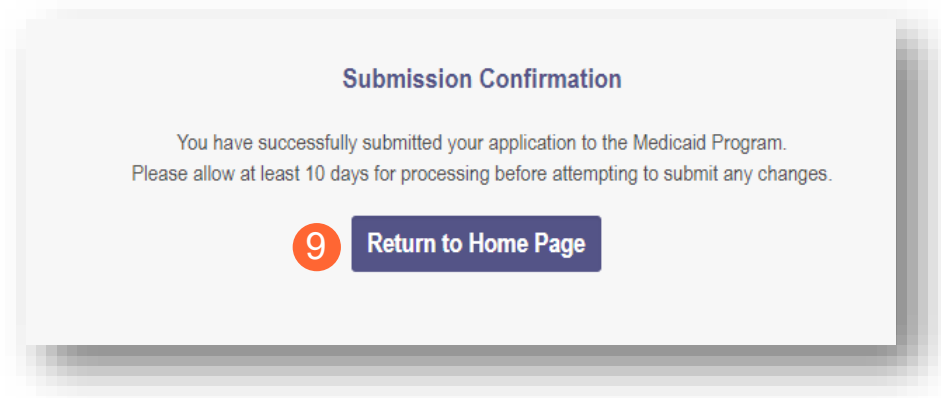 Submission Confirmation
You have successfully submitted your application to the Medicaid Program.
Please allow at least 10 days for processing before attempting to submit any changes.
9 Return to Home Page